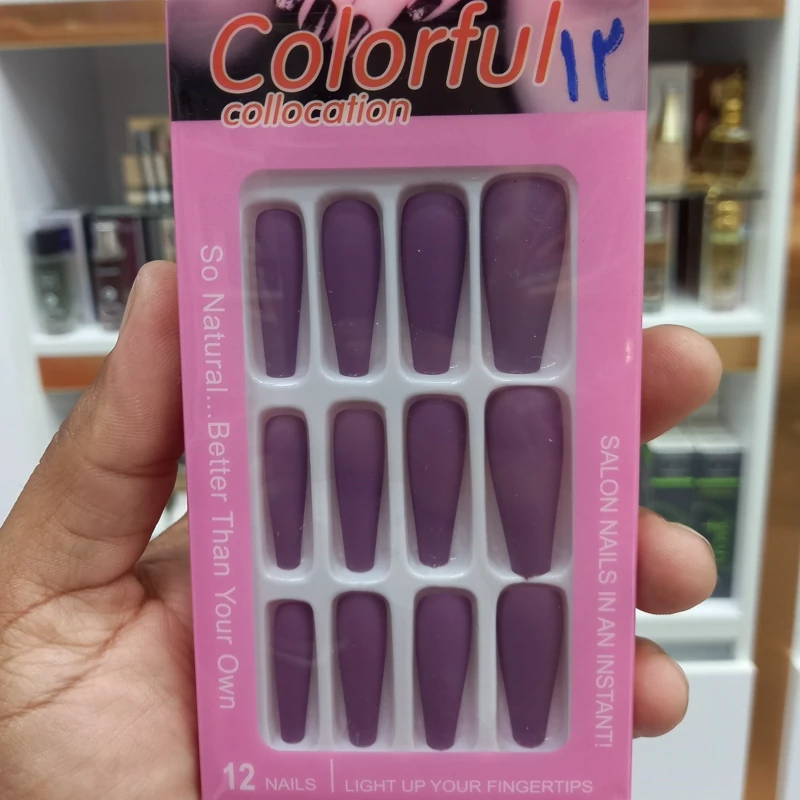 Colorful
collocation
۱۲
So Natural...Better Than Your Own
SALON NAILS IN AN INSTANT!
12 NAILS | LIGHT UP YOUR FINGERTIPS